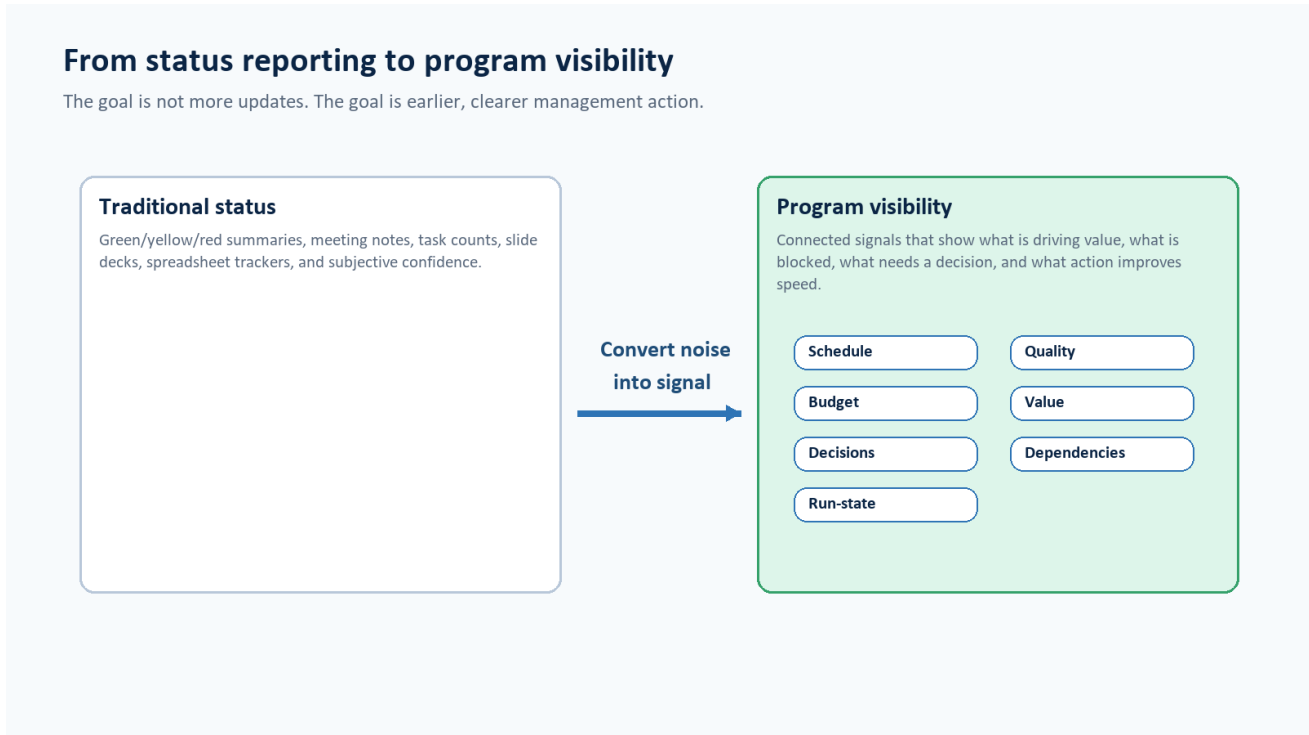 From status reporting to program visibility
The goal is not more updates. The goal is earlier, clearer management action.
Traditional status
Green/yellow/red summaries, meeting notes, task counts, slide
decks, spreadsheet trackers, and subjective confidence.
Convert noise
into signal
Program visibility
Connected signals that show what is driving value, what is
blocked, what needs a decision, and what action improves
speed.
Schedule
Quality
Budget
Value
Decisions
Dependencies
Run-state